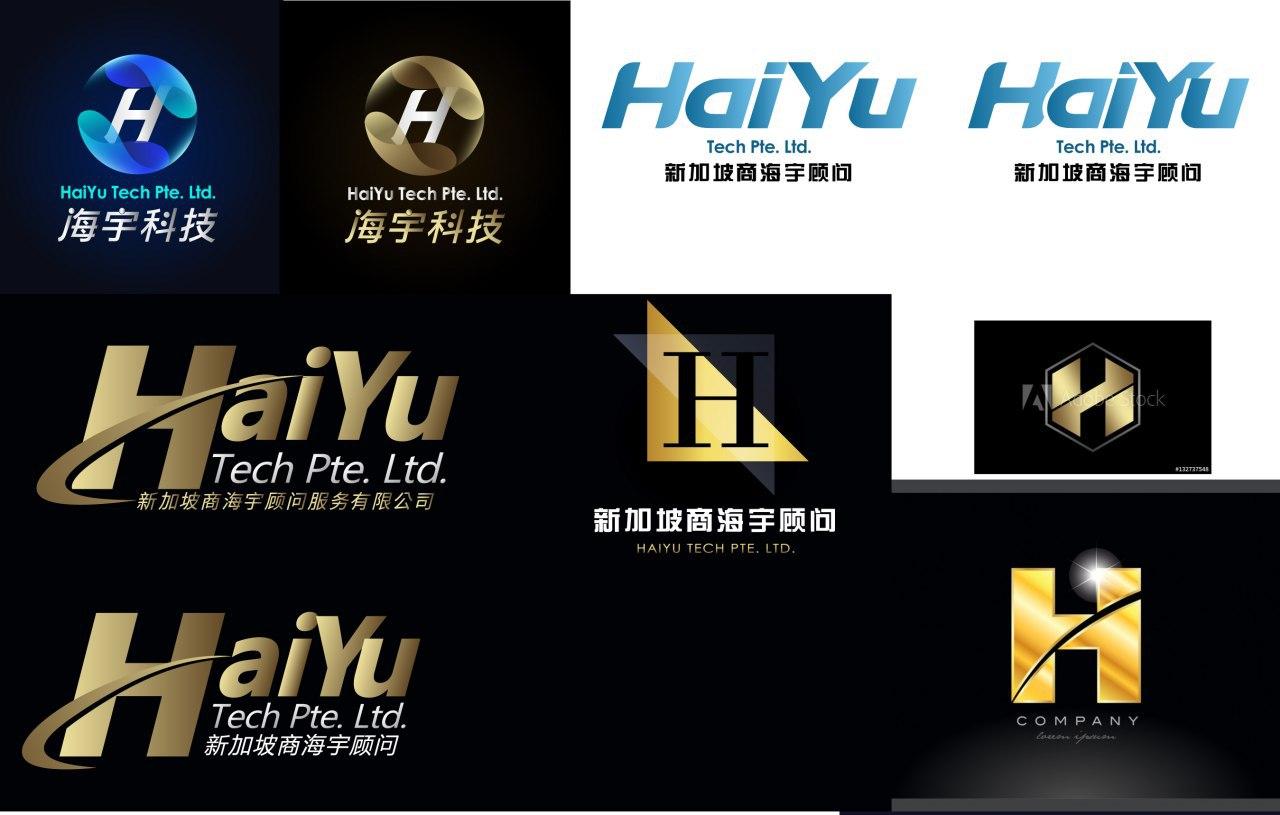 H
HaiYu Tech Pte. Ltd.
海宇科技
H
HaiYu Tech Pte. Ltd.
海宇科技
HaiYu
Tech Pte. Ltd.
新加坡商海宇顾问
HaiYu
Tech Pte. Ltd.
新加坡商海宇顾问
HaiYu
Tech Pte. Ltd.
新加坡商海宇顾问服务有限公司
H
新加坡商海宇顾问
HAIYU TECH PTE. LTD.
H
Adobe Stock
#132737548
HaiYu
Tech Pte. Ltd.
新加坡商海宇顾问
H
COMPANY
lorem ipsum